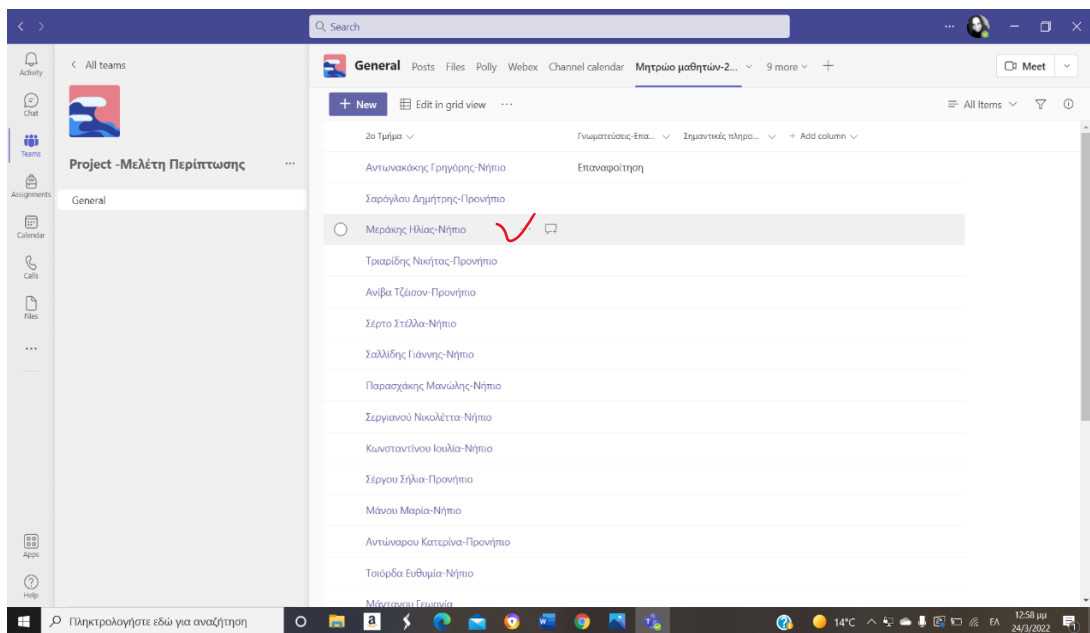 Search
Activity
Chat
Teams
Assignments
Calendar
Calls
Files
Apps
Help
All teams
Project -Μελέτη Περίπτωσης
General
General Posts Files Polly Webex Channel calendar Μητρώο μαθητών-2... 9 more
Meet
New Edit in grid view
All Items
2ο Τμήμα Γνωματεύσεις-Επα... Σημαντικές πληρο... + Add column
Αντωνακάκης Γρηγόρης-Νήπιο Επαναφοίτηση
Σαρόγλου Δημήτρης-Προνήπιο
Μεράκης Ηλίας-Νήπιο
Τριαρίδης Νικήτας-Προνήπιο
Ανίβα Τζέισον-Προνήπιο
Σέρτο Στέλλα-Νήπιο
Σαλλίδης Γιάννης-Νήπιο
Παρασχάκης Μανώλης-Νήπιο
Σεργιανού Νικολέττα-Νήπιο
Κωνσταντίνου Ιουλία-Νήπιο
Σέργου Σήλια-Προνήπιο
Μάνου Μαρία-Νήπιο
Αντώναρου Κατερίνα-Προνήπιο
Τσιόρδα Ευθυμία-Νήπιο
Μάντανου Γεωργία
Πληκτρολογήστε εδώ για αναζήτηση
14°C
ΕΛ
12:58 μμ
24/3/2022